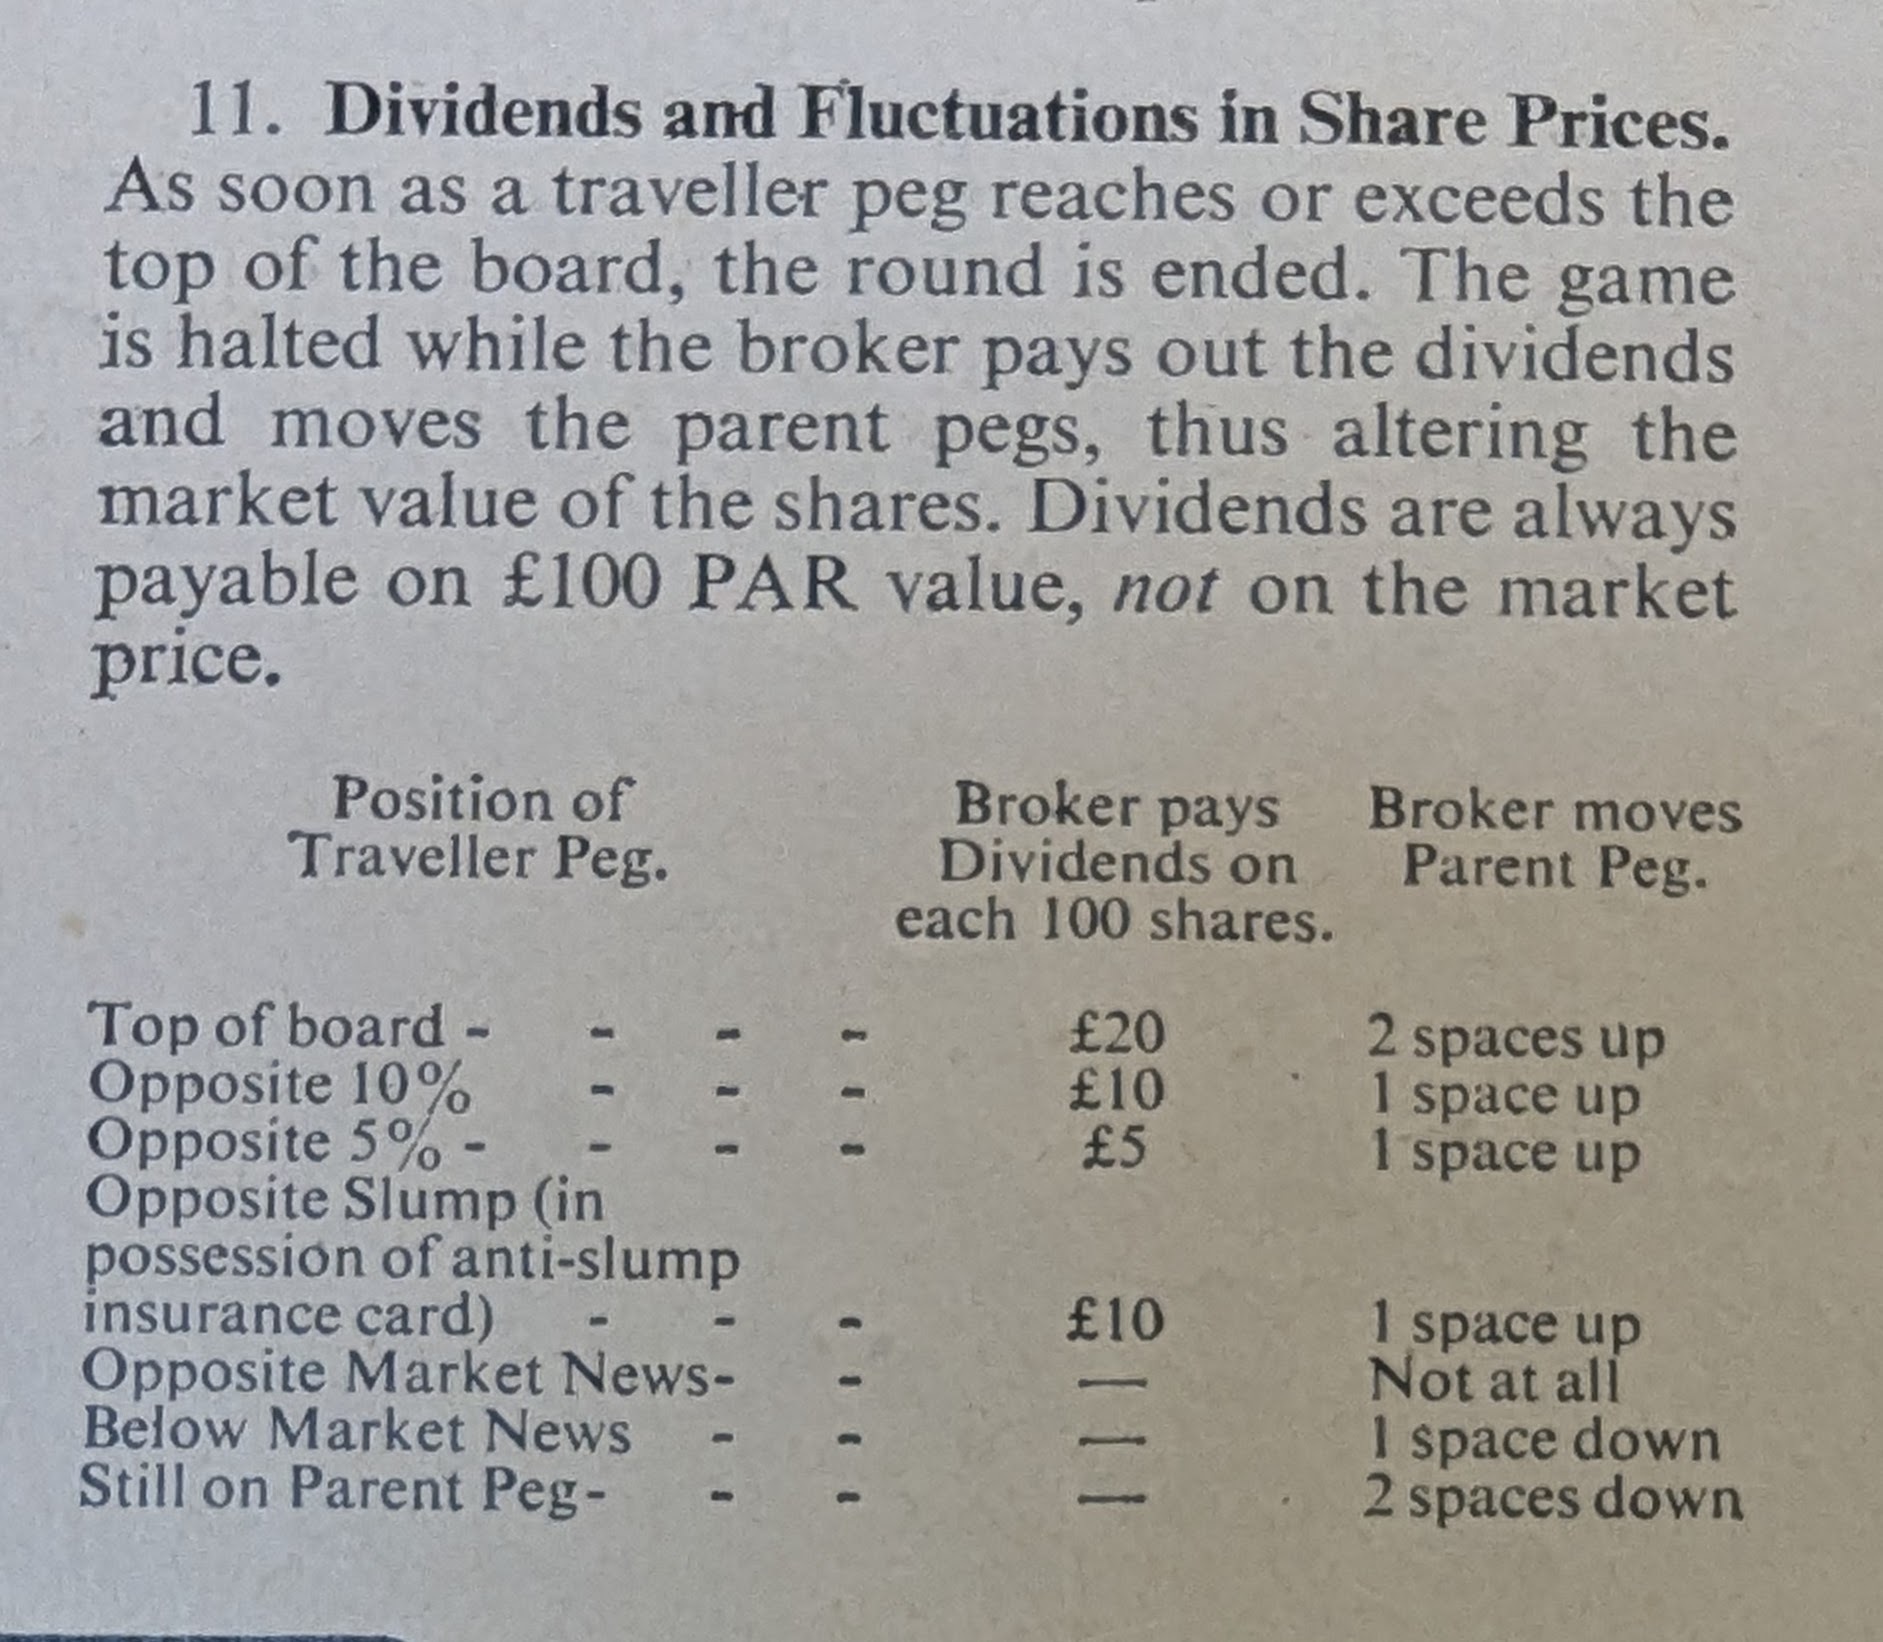 11. Dividends and Fluctuations in Share Prices.
As soon as a traveller peg reaches or exceeds the
top of the board, the round is ended. The game
is halted while the broker pays out the dividends
and moves the parent pegs, thus altering the
market value of the shares. Dividends are always
payable on £100 PAR value, not on the market
price.
Position of Traveller Peg.
Broker pays Dividends on each 100 shares.
Broker moves Parent Peg.
Top of board - - - - £20 2 spaces up
Opposite 10% - - - £10 1 space up
Opposite 5% - - - - £5 1 space up
Opposite Slump (in
possession of anti-slump
insurance card) - - - £10 1 space up
Opposite Market News- - — Not at all
Below Market News - - — 1 space down
Still on Parent Peg- - - — 2 spaces down